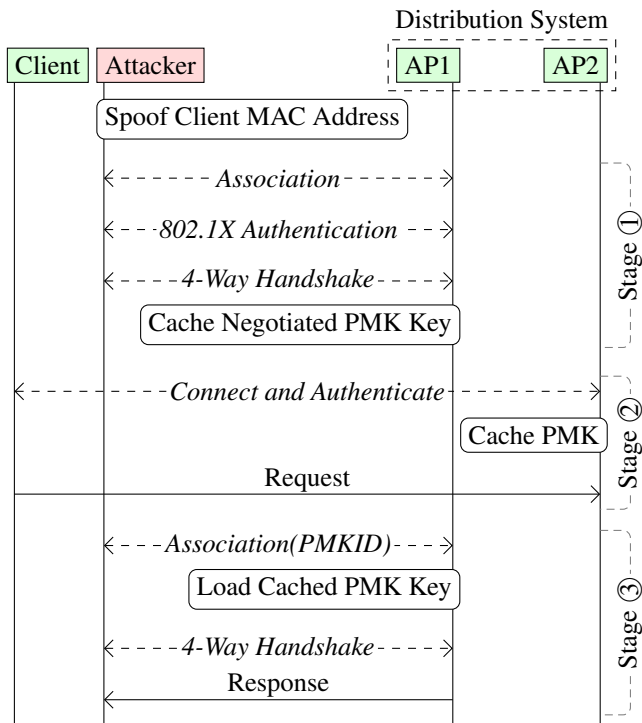 Distribution System
Client
Attacker
AP1
AP2
Spoof Client MAC Address
Association
802.1X Authentication
4-Way Handshake
Cache Negotiated PMK Key
Stage ①
Connect and Authenticate
Cache PMK
Request
Stage ②
Association(PMKID)
Load Cached PMK Key
4-Way Handshake
Response
Stage ③